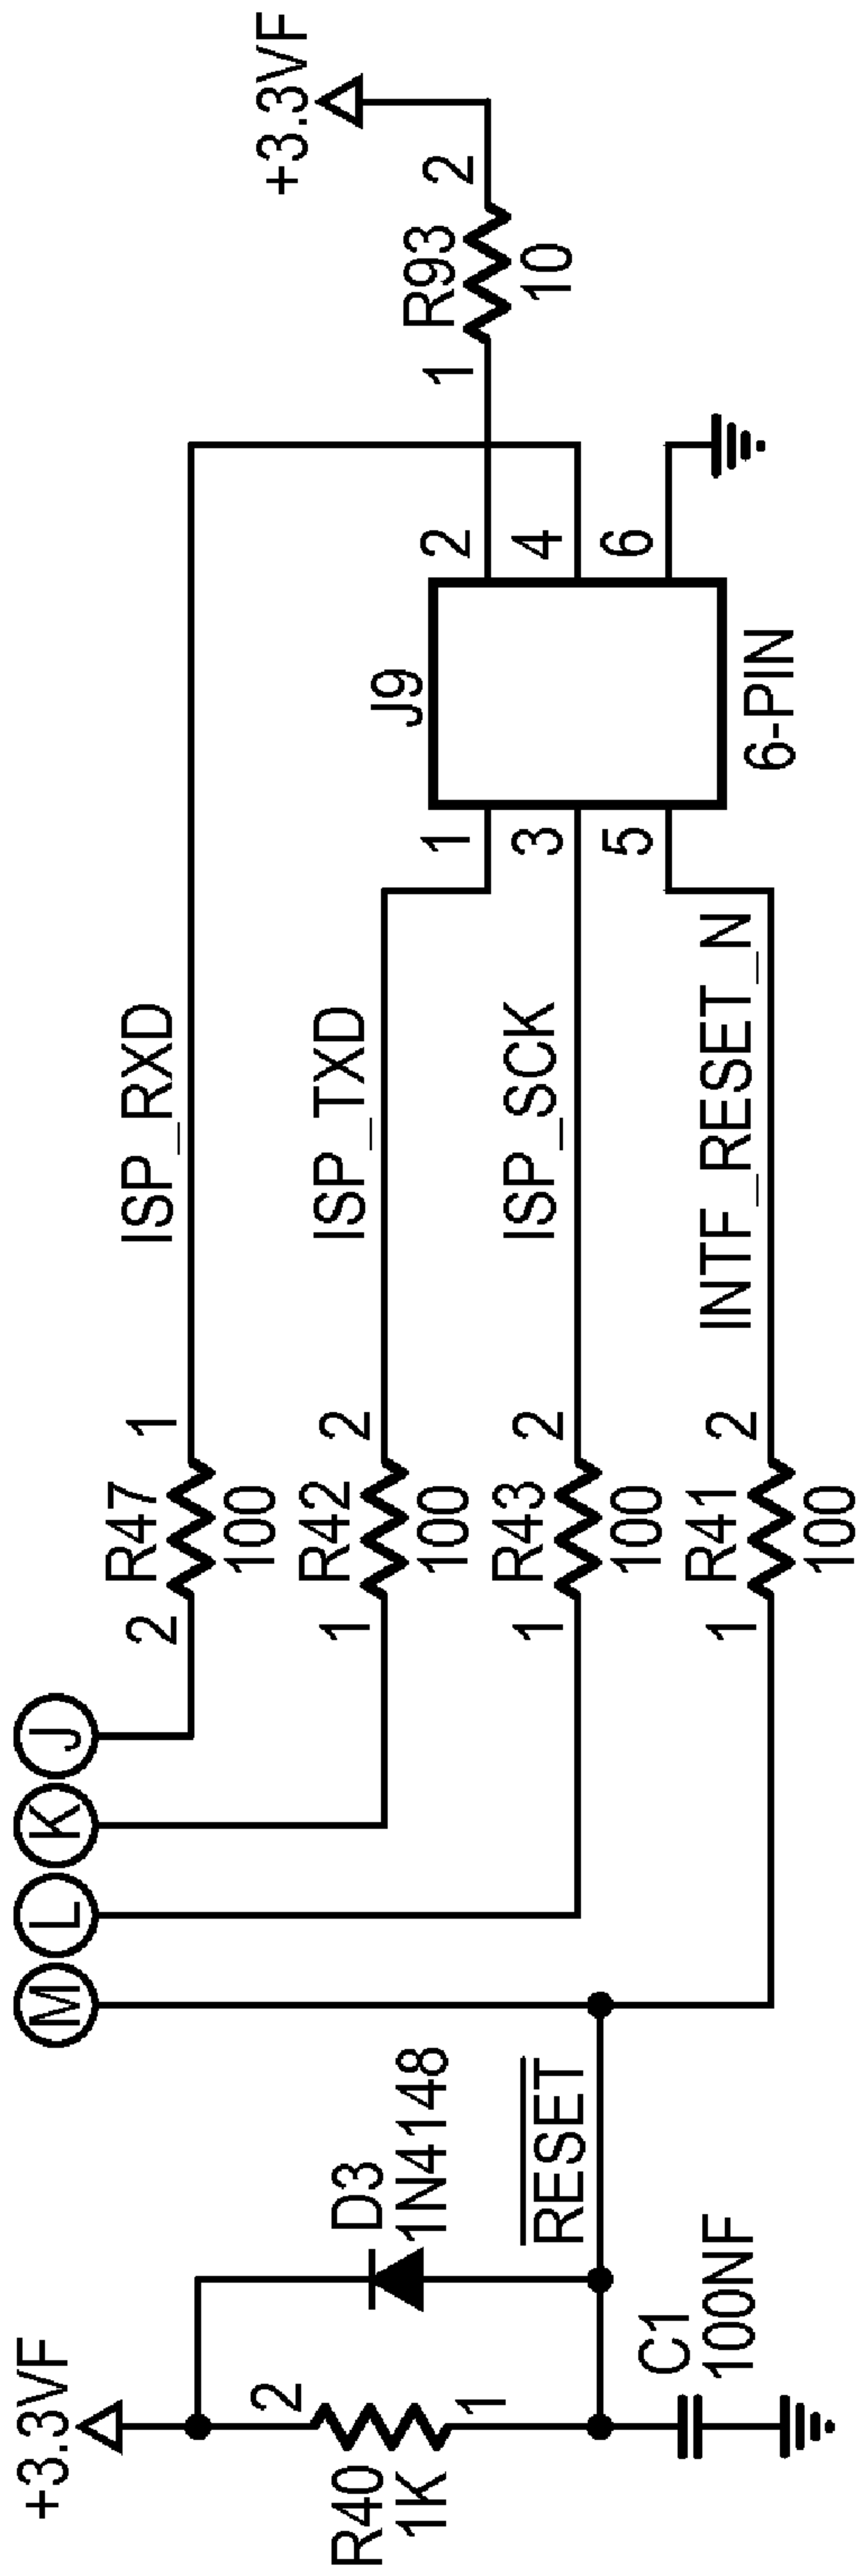 +3.3VF
R40
1K
2
1
D3
1N4148
C1
100NF
RESET
M
L
K
J
2
R47
100
1
ISP_RXD
1
R42
100
2
ISP_TXD
1
R43
100
2
ISP_SCK
1
R41
100
2
INTF_RESET_N
J9
1
3
5
2
4
6
6-PIN
1
R93
10
2
+3.3VF